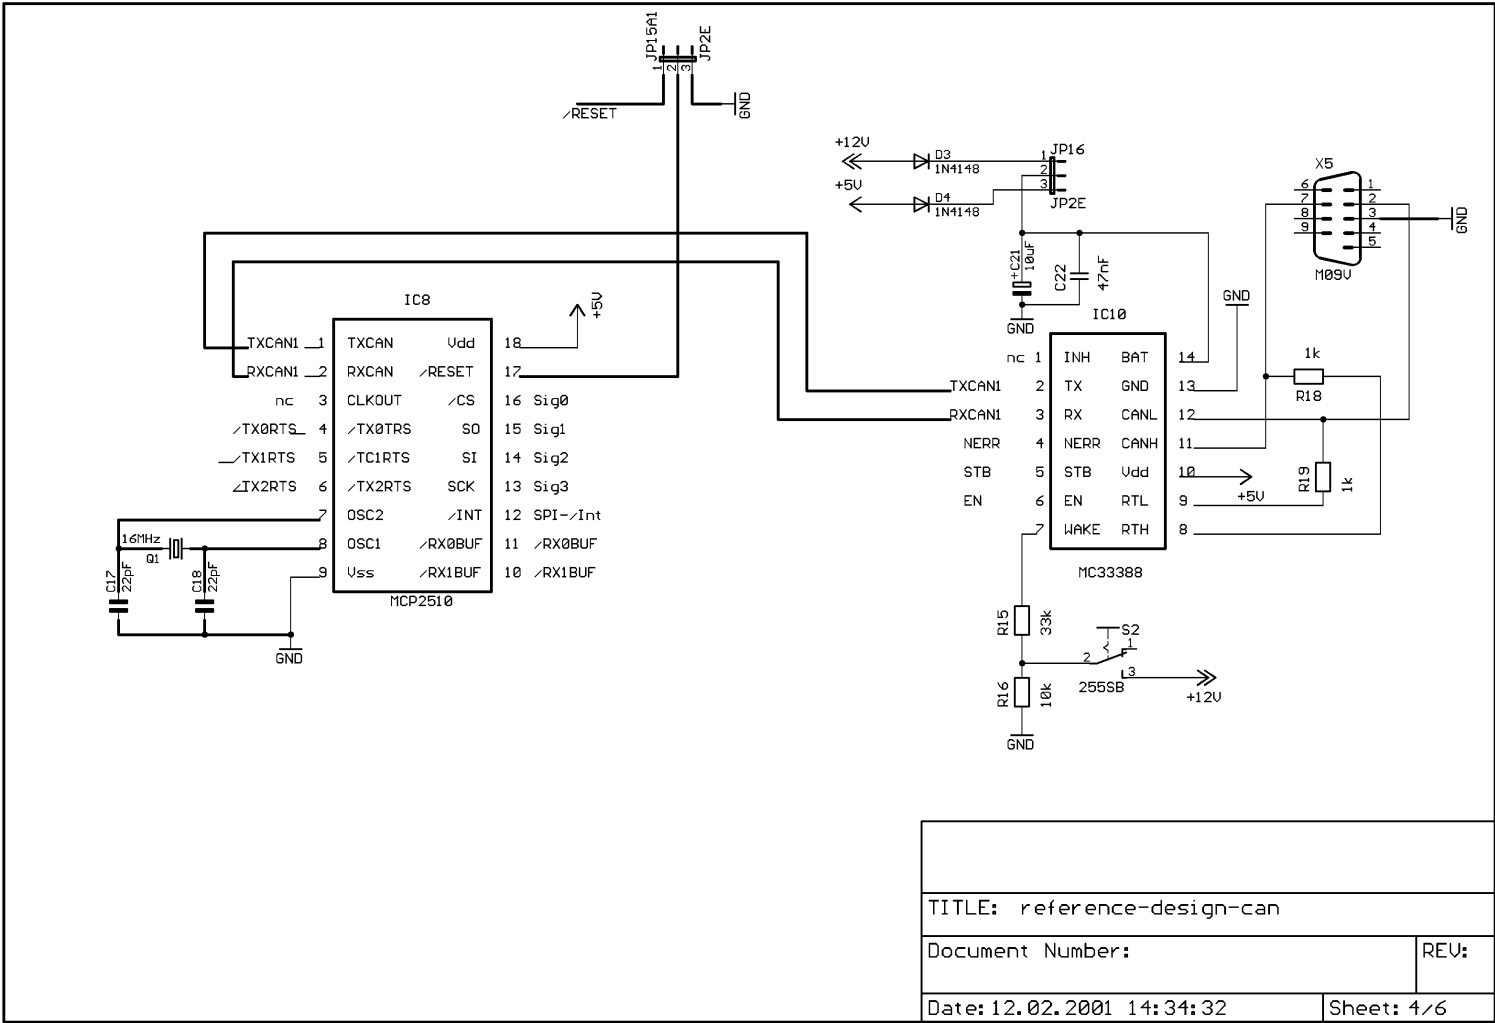 JP15A1
JP2E
1 2 3
/RESET
GND
+12V
D3
1N4148
+5V
D4
1N4148
JP16
1
2
3
JP2E
X5
6 1
7 2
8 3
9 4
5
M09V
GND
+C21
10uF
C22
47nF
GND
GND
IC8
+5V
TXCAN1 1 TXCAN Vdd 18
RXCAN1 2 RXCAN /RESET 17
nc 3 CLKOUT /CS 16 Sig0
/TX0RTS 4 /TX0TRS SO 15 Sig1
/TX1RTS 5 /TC1RTS SI 14 Sig2
/TX2RTS 6 /TX2RTS SCK 13 Sig3
7 OSC2 /INT 12 SPI-/Int
8 OSC1 /RX0BUF 11 /RX0BUF
9 Vss /RX1BUF 10 /RX1BUF
MCP2510
16MHz
Q1
C17
22pF
C18
22pF
GND
IC10
nc 1 INH BAT 14
TXCAN1 2 TX GND 13
RXCAN1 3 RX CANL 12
NERR 4 NERR CANH 11
STB 5 STB Vdd 10
EN 6 EN RTL 9
7 WAKE RTH 8
MC33388
+5V
1k
R18
R19
1k
R15
33k
R16
10k
GND
S2
1
2
3
255SB
+12V
TITLE: reference-design-can
Document Number:
REV:
Date: 12.02.2001 14:34:32
Sheet: 4/6